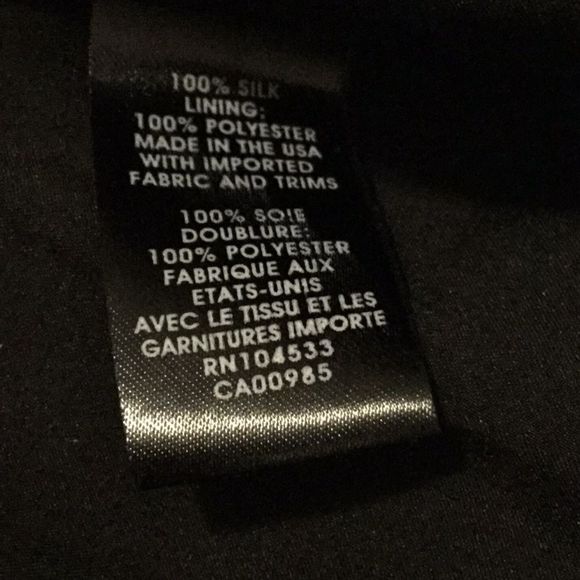 100% SILK
LINING:
100% POLYESTER
MADE IN THE USA
WITH IMPORTED
FABRIC AND TRIMS
100% SOIE
DOUBLURE:
100% POLYESTER
FABRIQUE AUX
ETATS-UNIS
AVEC LE TISSU ET LES
GARNITURES IMPORTE
RN104533
CA00985